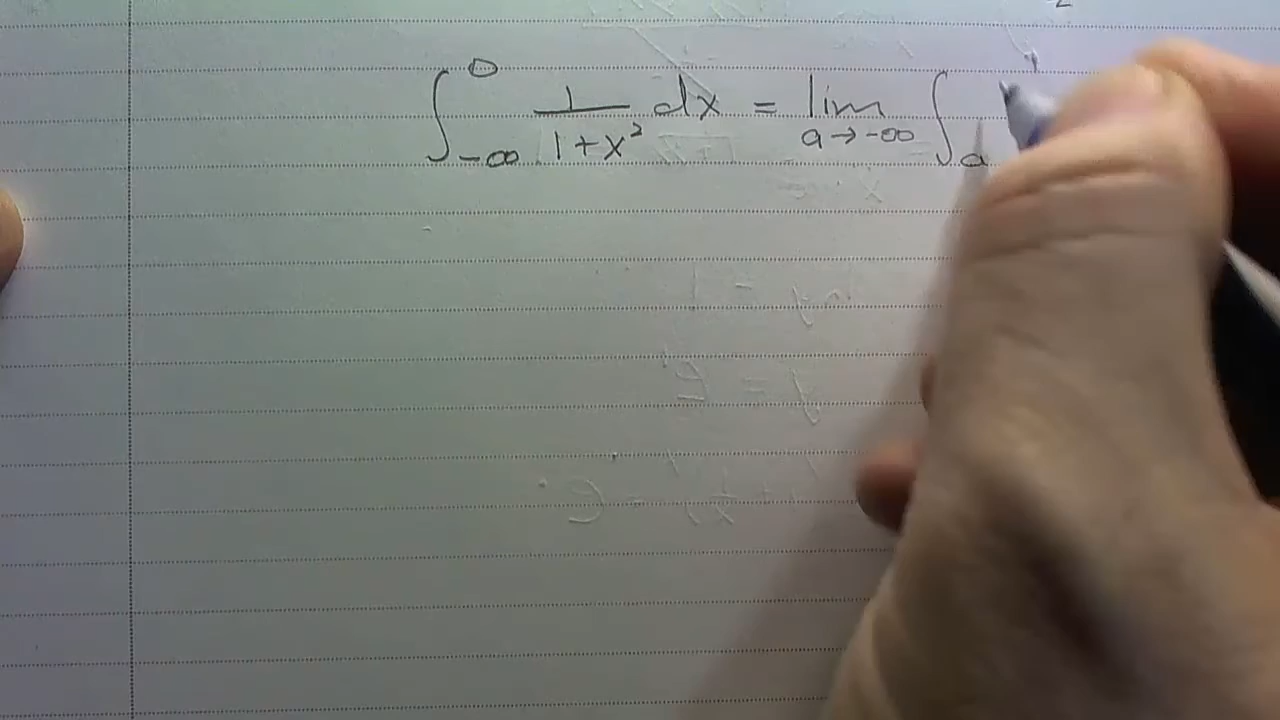 ∫_{-∞}^{0} 1/(1+x²) dx = lim_{a→-∞} ∫_a